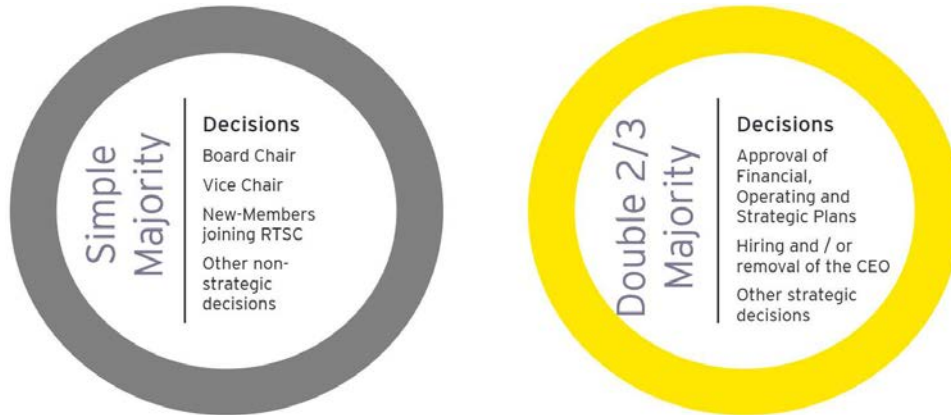 Simple
Majority
Decisions
Board Chair
Vice Chair
New-Members
joining RTSC
Other non-
strategic
decisions
Double 2/3
Majority
Decisions
Approval of
Financial,
Operating and
Strategic Plans
Hiring and / or
removal of the CEO
Other strategic
decisions